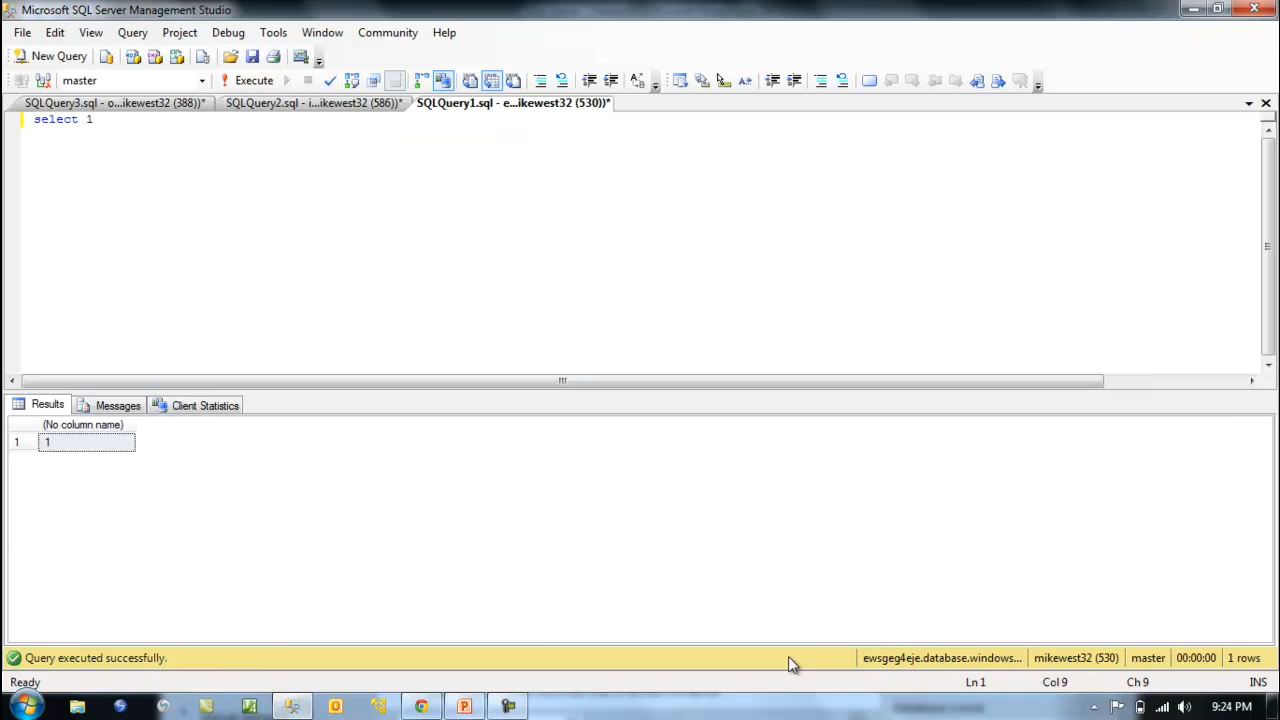 Microsoft SQL Server Management Studio
File Edit View Query Project Debug Tools Window Community Help
New Query
master Execute
SQLQuery3.sql - o...ikewest32 (388))* SQLQuery2.sql - i...ikewest32 (586))* SQLQuery1.sql - e...ikewest32 (530))*
select 1
Results Messages Client Statistics
(No column name)
1 1
Query executed successfully. ewsgeg4eje.database.windows... mikewest32 (530) master 00:00:00 1 rows
Ready Ln 1 Col 9 Ch 9 INS
9:24 PM